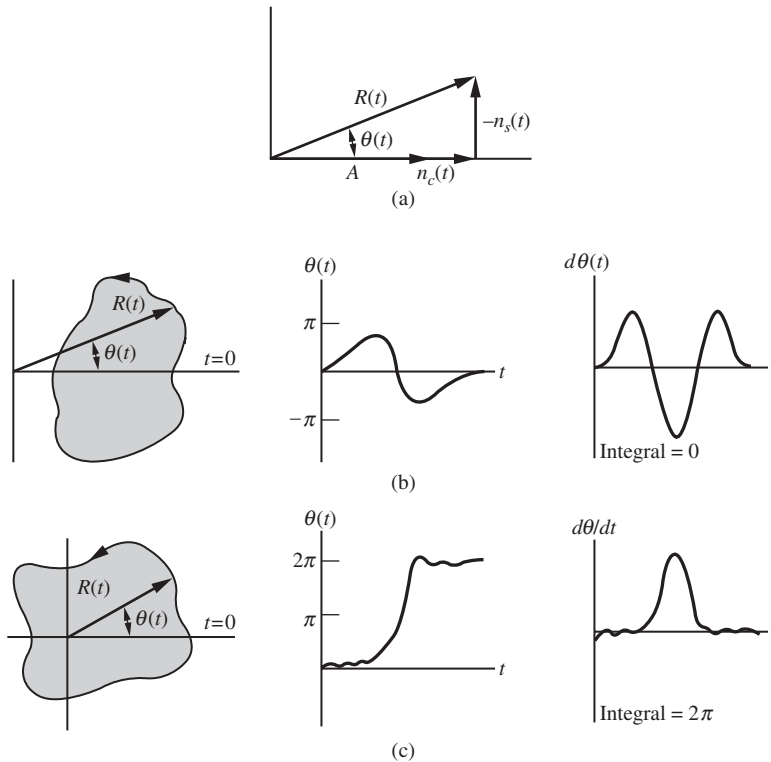 R(t)
θ(t)
−n_s(t)
A
n_c(t)
(a)
R(t)
θ(t)
t=0
θ(t)
π
−π
t
dθ(t)
Integral = 0
(b)
R(t)
θ(t)
t=0
θ(t)
2π
π
t
dθ/dt
Integral = 2π
(c)